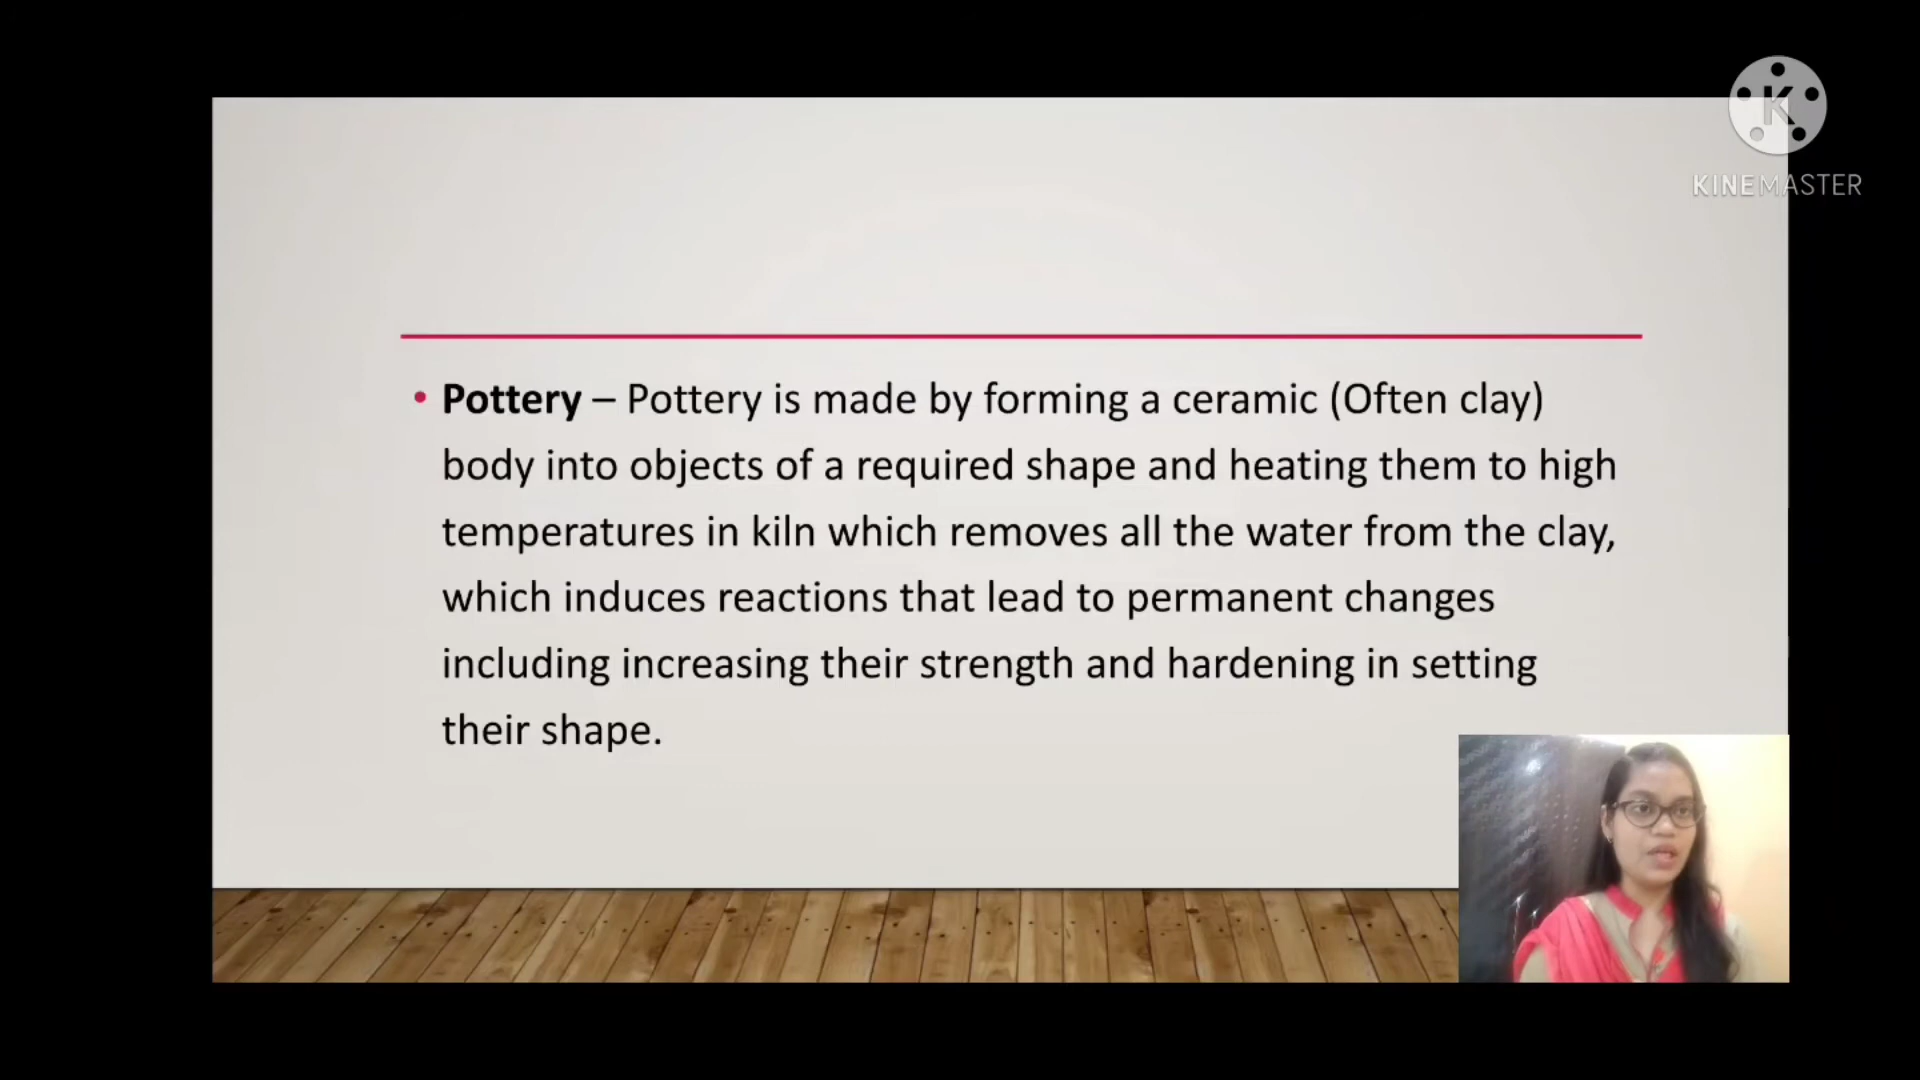 K
KINEMASTER
• Pottery – Pottery is made by forming a ceramic (Often clay)
body into objects of a required shape and heating them to high
temperatures in kiln which removes all the water from the clay,
which induces reactions that lead to permanent changes
including increasing their strength and hardening in setting
their shape.